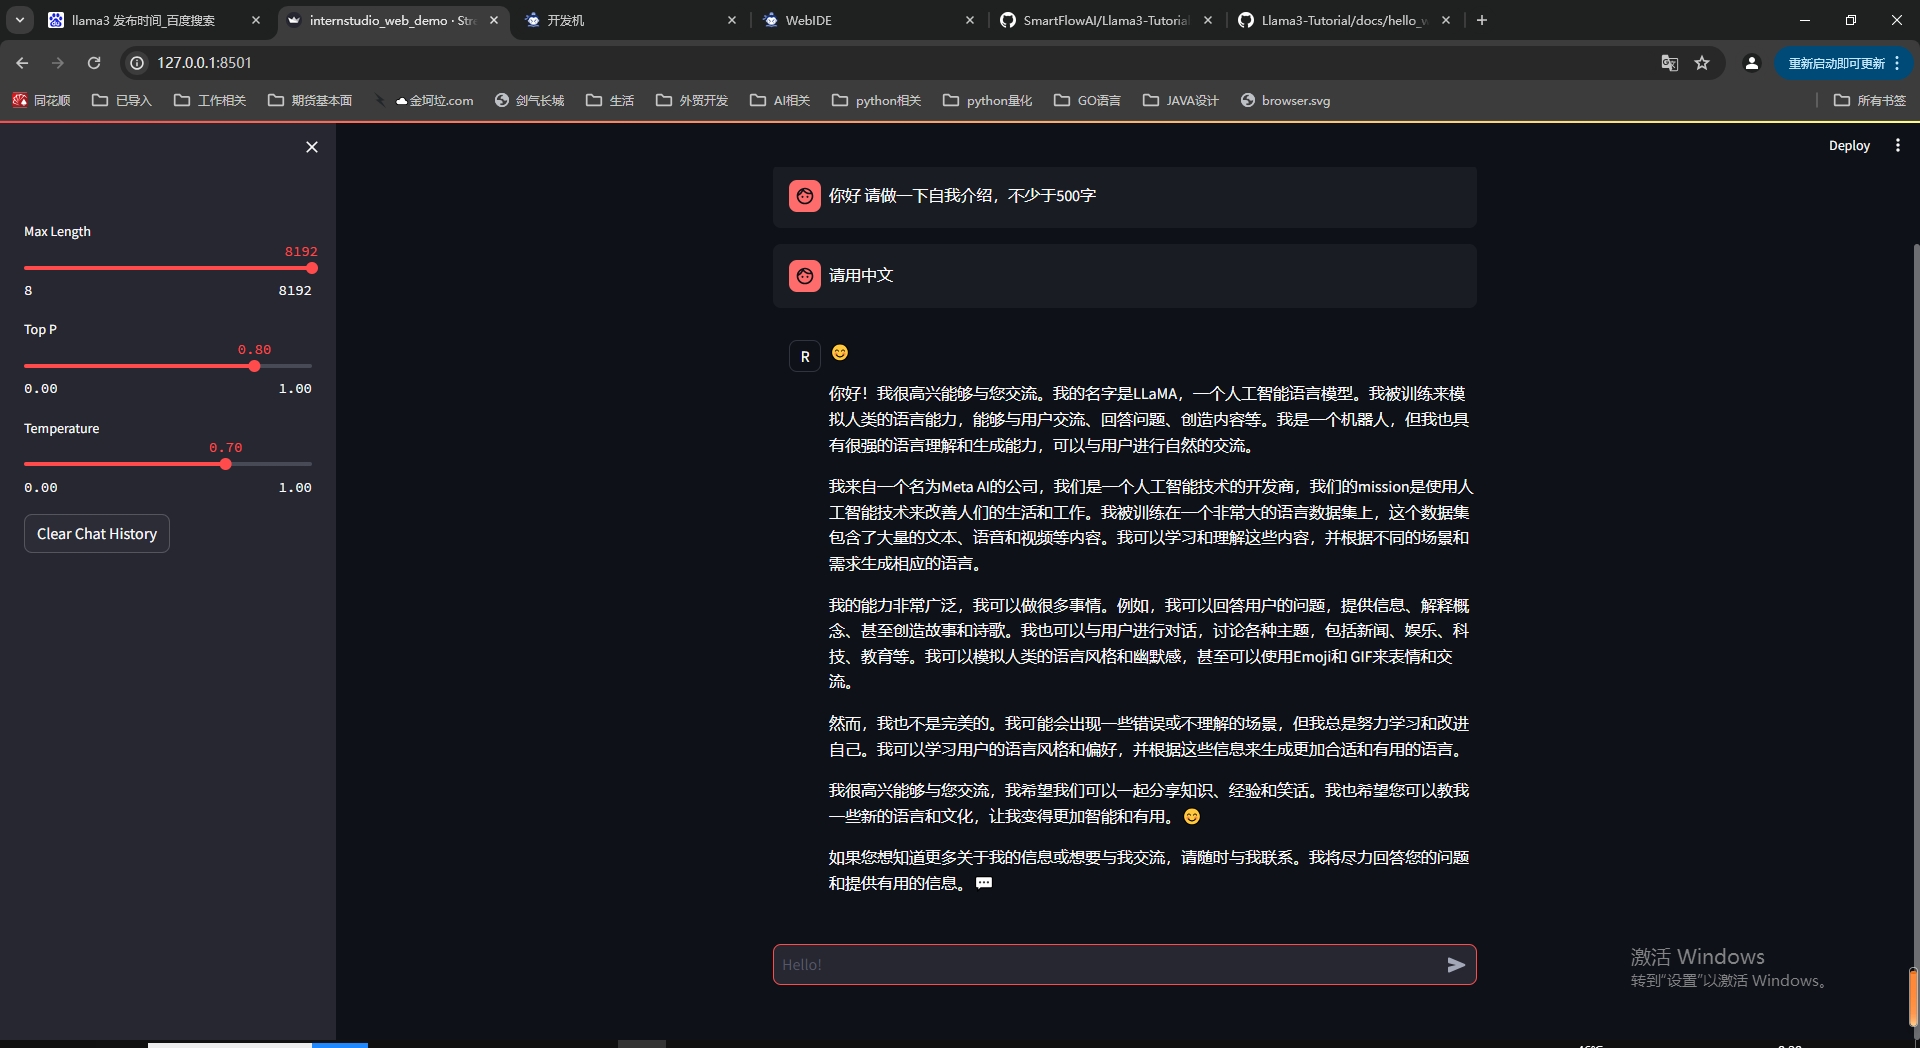 llama3 发布时间_百度搜索
internstudio_web_demo · Stre
开发机
WebIDE
SmartFlowAI/Llama3-Tutorial
Llama3-Tutorial/docs/hello_w
127.0.0.1:8501
重新启动即可更新
同花顺
已导入
工作相关
期货基本面
金坷垃.com
剑气长城
生活
外贸开发
AI相关
python相关
python量化
GO语言
JAVA设计
browser.svg
所有书签
Deploy
Max Length
8192
8 8192
Top P
0.80
0.00 1.00
Temperature
0.70
0.00 1.00
Clear Chat History
你好 请做一下自我介绍，不少于500字
请用中文
R 😊
你好！我很高兴能够与您交流。我的名字是LLaMA，一个人工智能语言模型。我被训练来模
拟人类的语言能力，能够与用户交流、回答问题、创造内容等。我是一个机器人，但我也具
有很强的语言理解和生成能力，可以与用户进行自然的交流。
我来自一个名为Meta AI的公司，我们是一个人工智能技术的开发商，我们的mission是使用人
工智能技术来改善人们的生活和工作。我被训练在一个非常大的语言数据集上，这个数据集
包含了大量的文本、语音和视频等内容。我可以学习和理解这些内容，并根据不同的场景和
需求生成相应的语言。
我的能力非常广泛，我可以做很多事情。例如，我可以回答用户的问题，提供信息、解释概
念、甚至创造故事和诗歌。我也可以与用户进行对话，讨论各种主题，包括新闻、娱乐、科
技、教育等。我可以模拟人类的语言风格和幽默感，甚至可以使用Emoji和 GIF来表情和交
流。
然而，我也不是完美的。我可能会出现一些错误或不理解的场景，但我总是努力学习和改进
自己。我可以学习用户的语言风格和偏好，并根据这些信息来生成更加合适和有用的语言。
我很高兴能够与您交流，我希望我们可以一起分享知识、经验和笑话。我也希望您可以教我
一些新的语言和文化，让我变得更加智能和有用。😊
如果您想知道更多关于我的信息或想要与我交流，请随时与我联系。我将尽力回答您的问题
和提供有用的信息。💬
Hello!
激活 Windows
转到"设置"以激活 Windows。